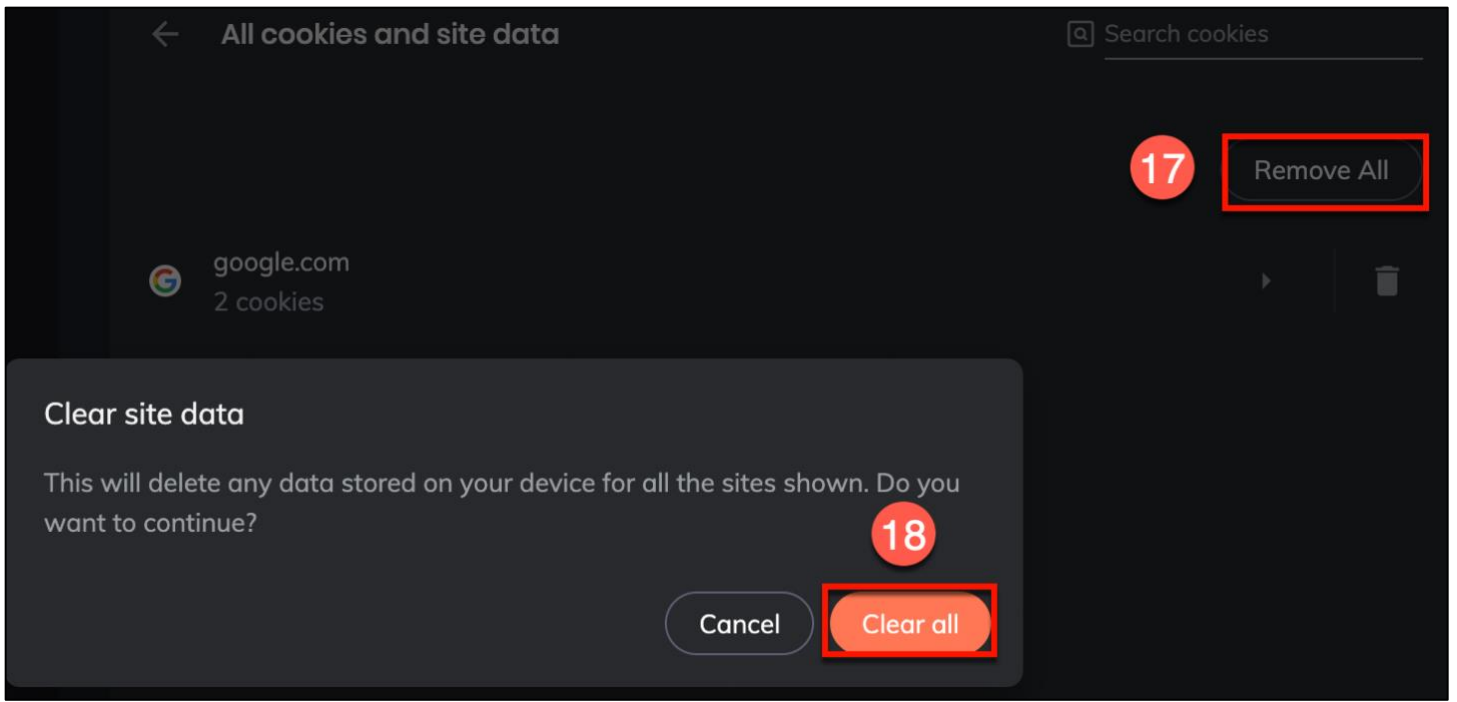 All cookies and site data
Search cookies
17
Remove All
google.com
2 cookies
Clear site data
This will delete any data stored on your device for all the sites shown. Do you
want to continue?
18
Cancel
Clear all